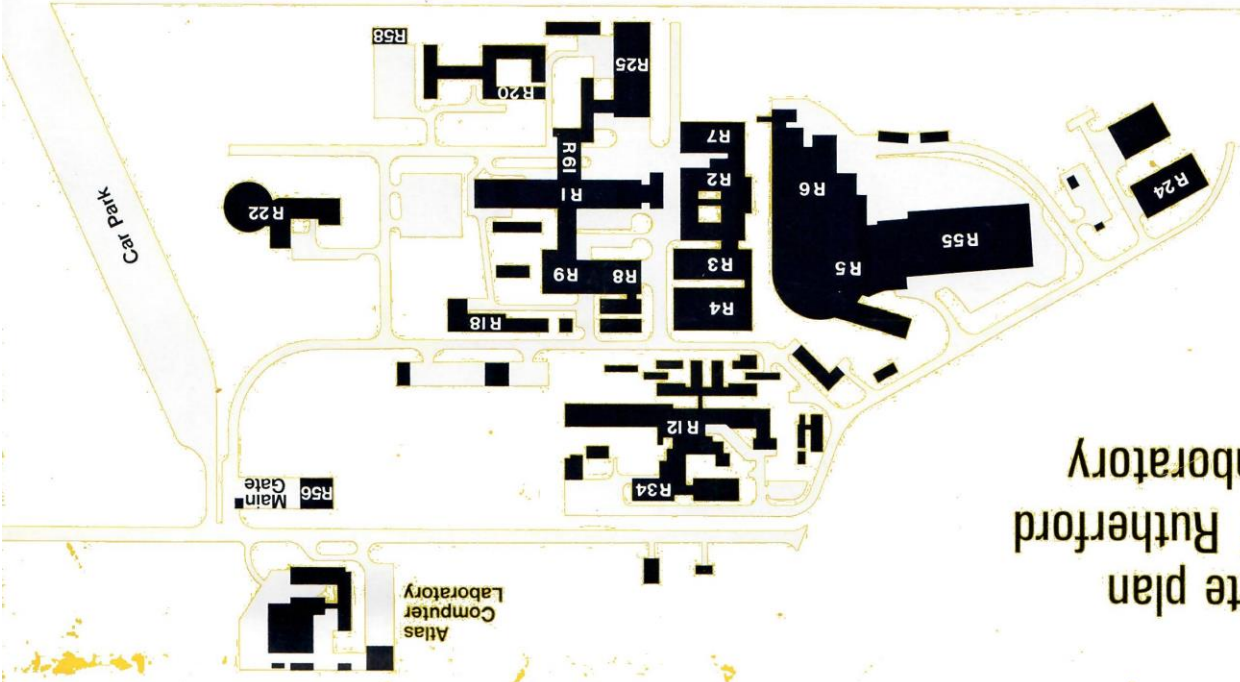 te plan
Rutherford
aboratory
Atlas
Computer
Laboratory
Main
Gate
R56
R34
R12
R18
R4
R3
R8
R9
R5
R55
R22
R1
R2
R6
R24
R61
R7
R20
R25
R58
Car Park